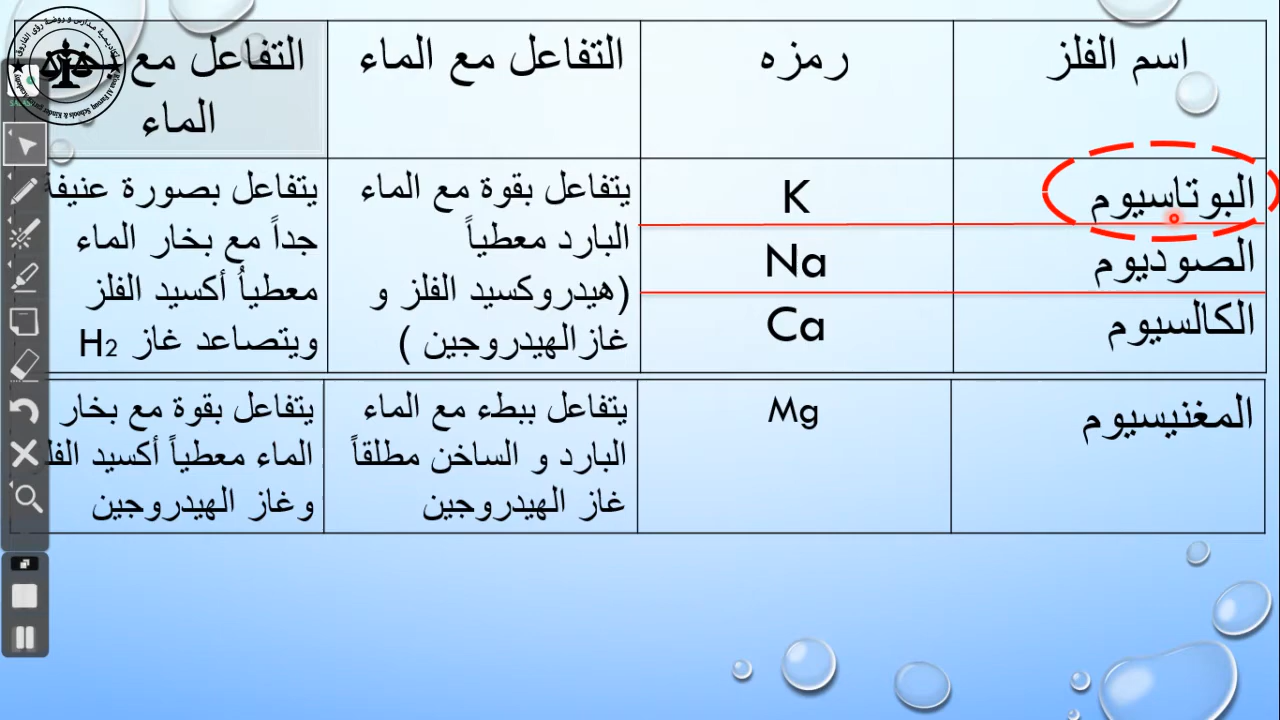 اسم الفلز
رمزه
التفاعل مع الماء
التفاعل مع بخار
الماء
البوتاسيوم
K
الصوديوم
Na
الكالسيوم
Ca
يتفاعل بقوة مع الماء
البارد معطياً
(هيدروكسيد الفلز و
غازالهيدروجين )
يتفاعل بصورة عنيفة
جداً مع بخار الماء
معطياُ أكسيد الفلز
ويتصاعد غاز H2
المغنيسيوم
Mg
يتفاعل ببطء مع الماء
البارد و الساخن مطلقاً
غاز الهيدروجين
يتفاعل بقوة مع بخار
الماء معطياً أكسيد
وغاز الهيدروجين